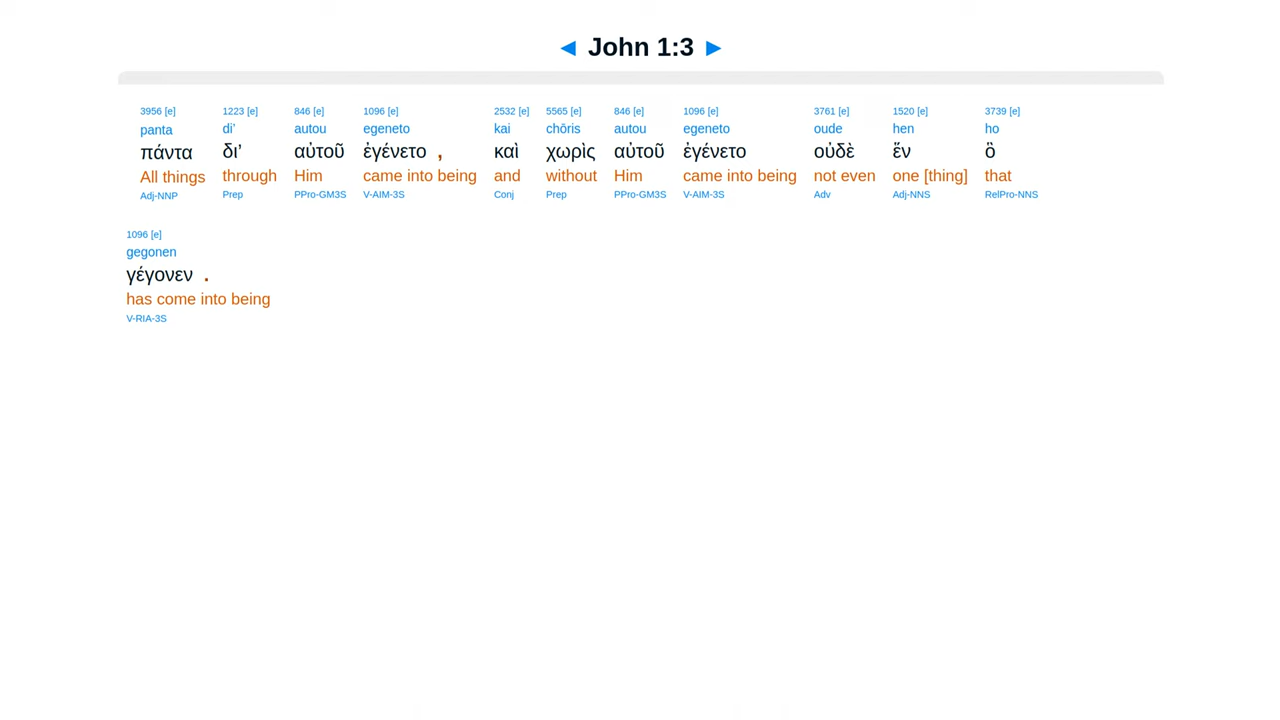 ◄ John 1:3 ►
3956 [e] 1223 [e] 846 [e] 1096 [e] 2532 [e] 5565 [e] 846 [e] 1096 [e] 3761 [e] 1520 [e] 3739 [e]
panta di’ autou egeneto kai chōris autou egeneto oude hen ho
πάντα δι’ αὐτοῦ ἐγένετο , καὶ χωρὶς αὐτοῦ ἐγένετο οὐδὲ ἕν ὃ
All things through Him came into being and without Him came into being not even one [thing] that
Adj-NNP Prep PPro-GM3S V-AIM-3S Conj Prep PPro-GM3S V-AIM-3S Adv Adj-NNS RelPro-NNS
1096 [e]
gegonen
γέγονεν .
has come into being
V-RIA-3S